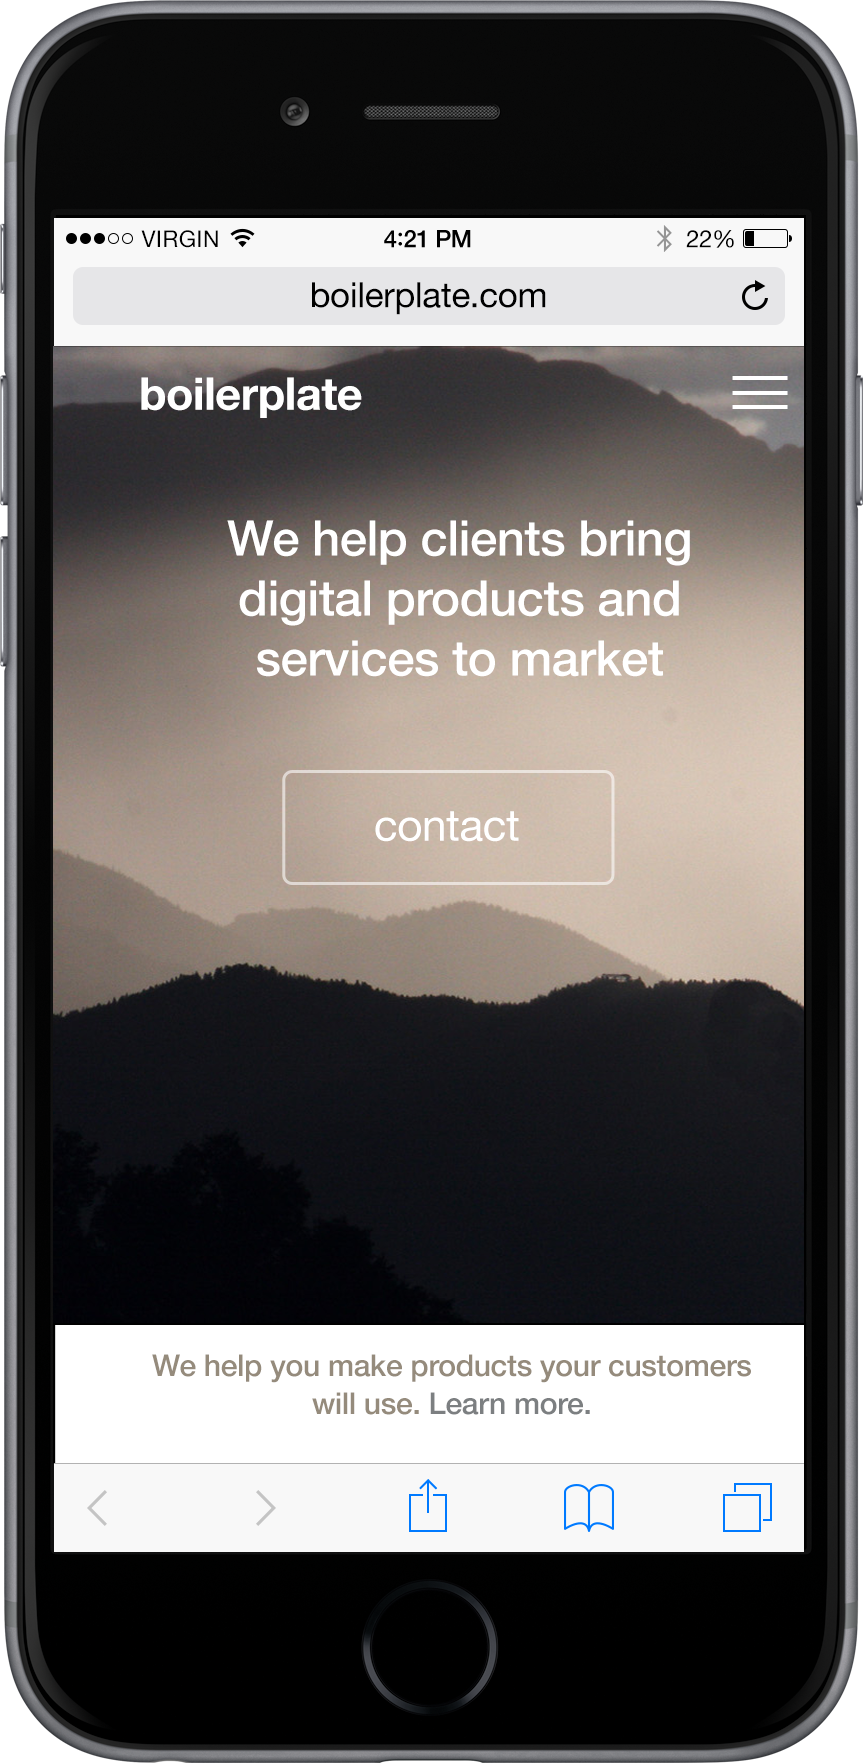 VIRGIN 4:21 PM 22%
boilerplate.com
boilerplate
We help clients bring
digital products and
services to market
contact
We help you make products your customers
will use. Learn more.